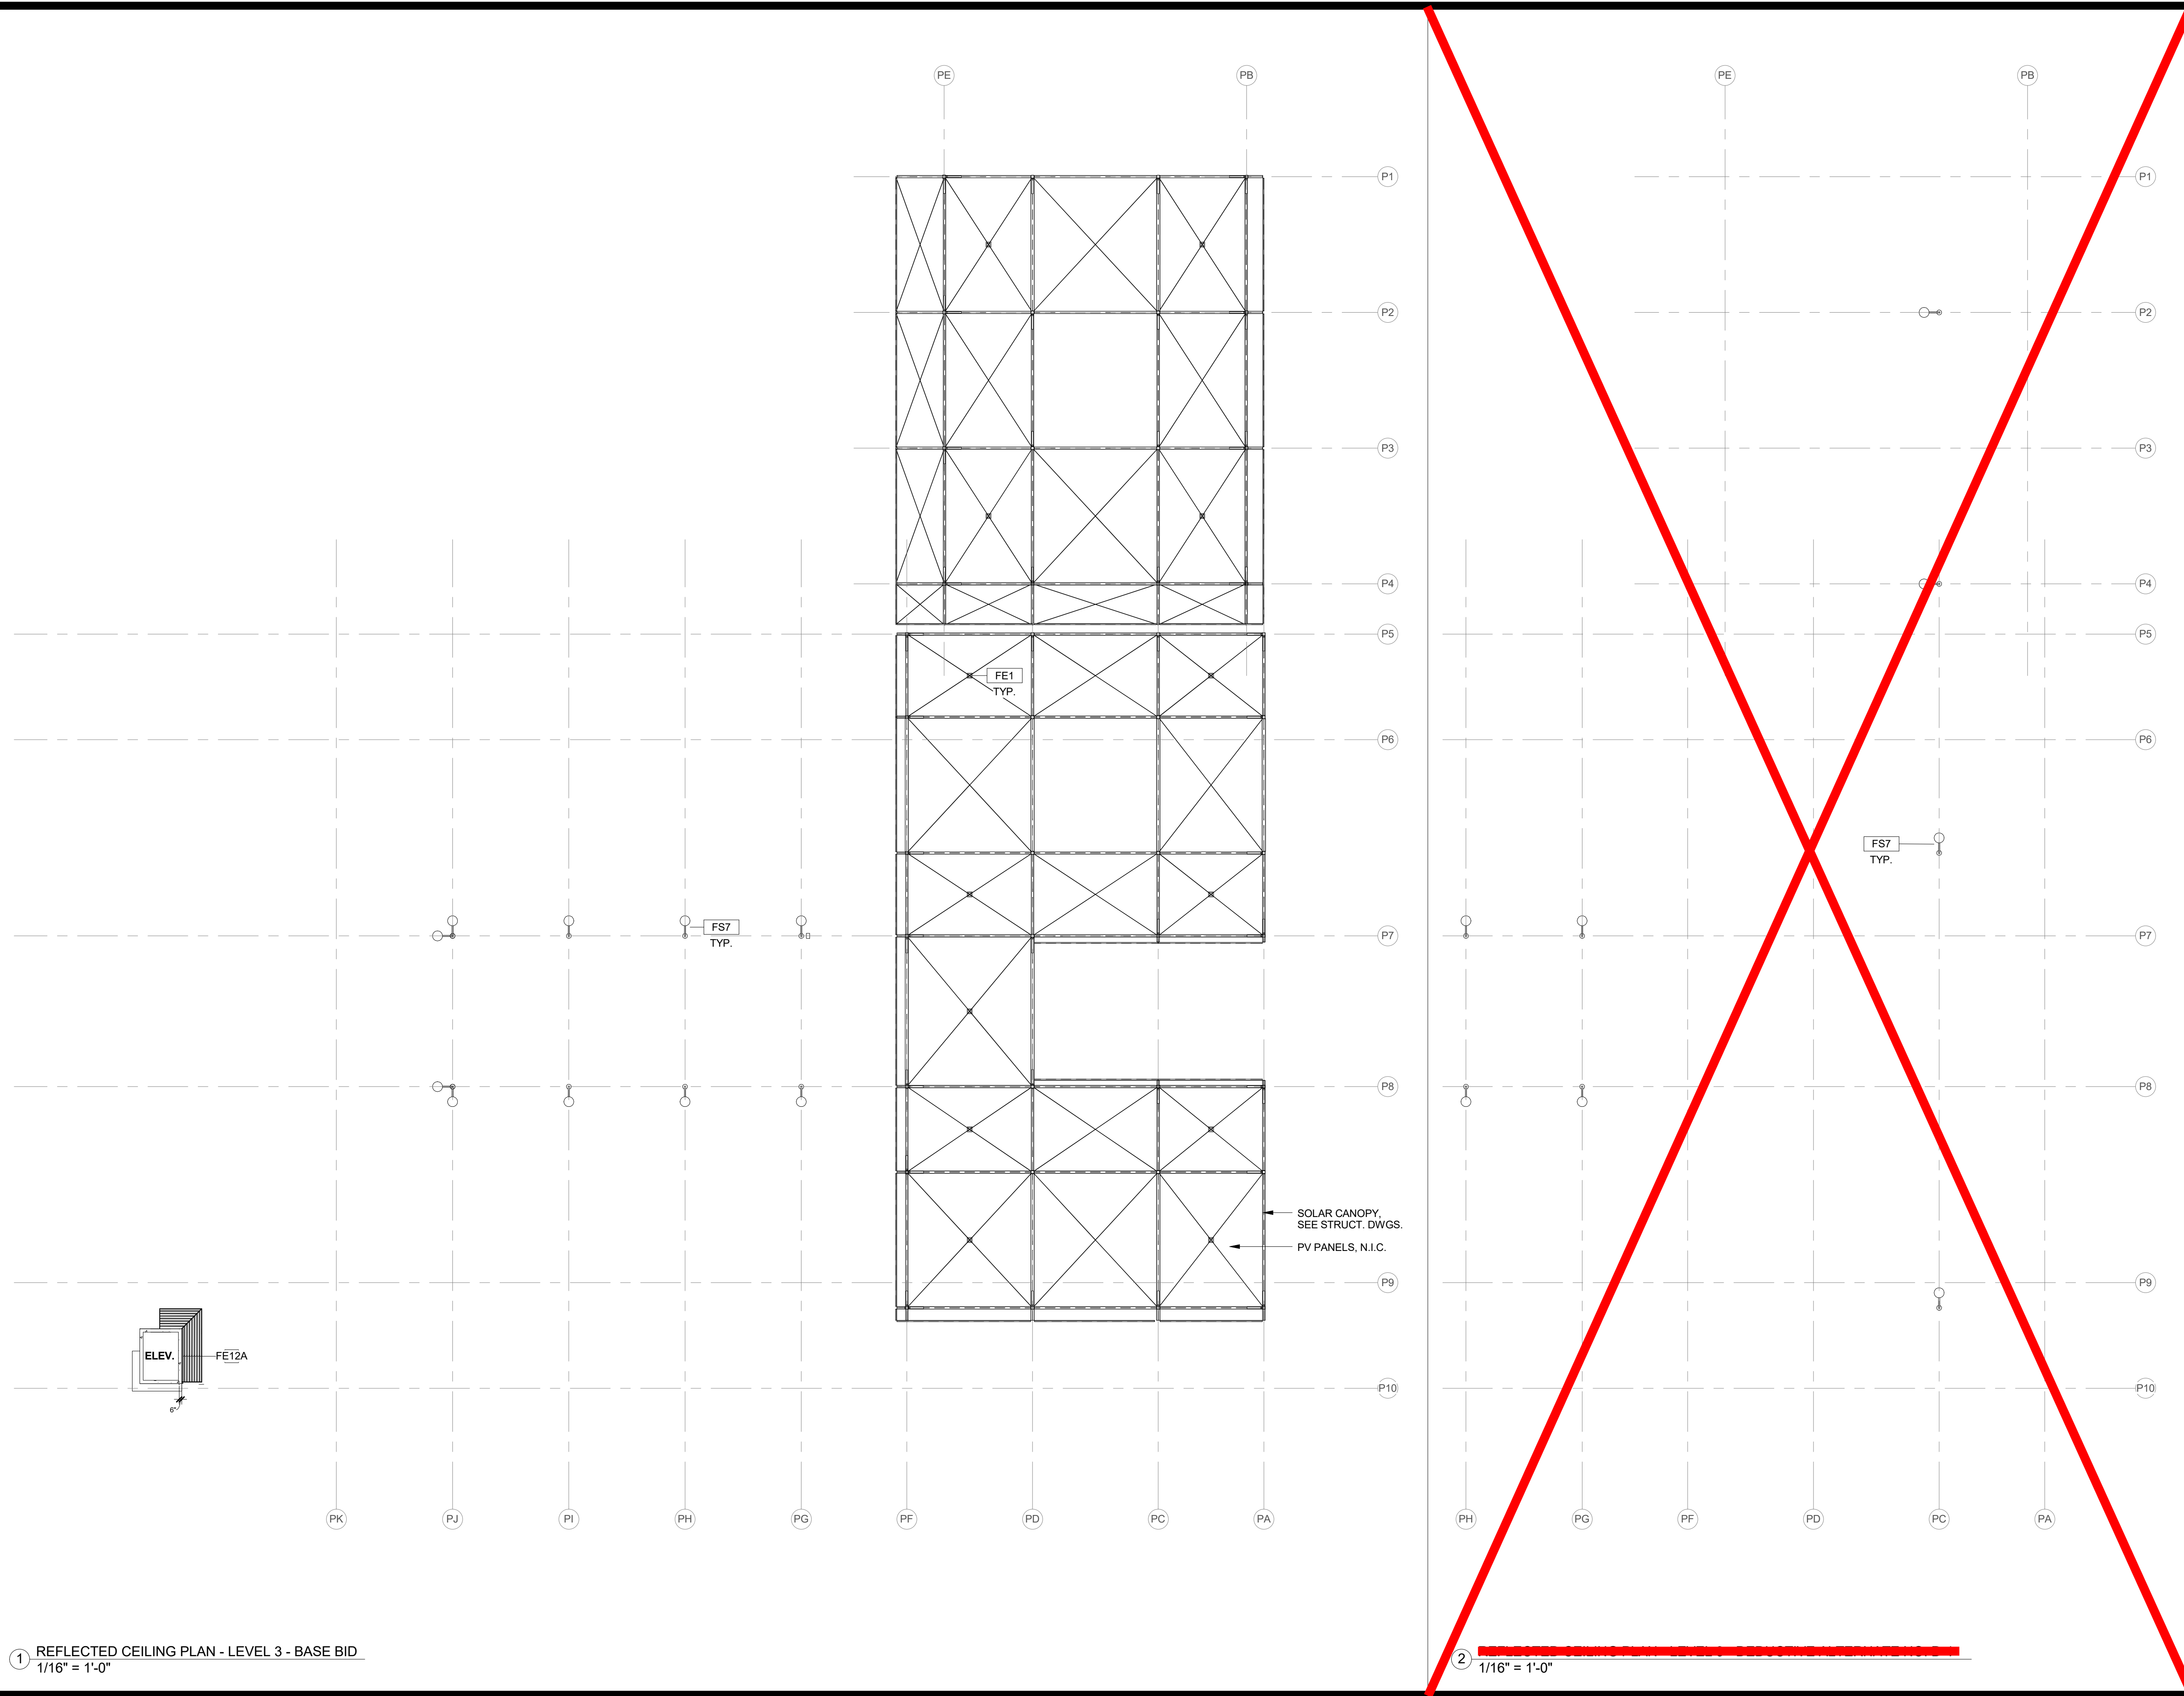 PE
PB
PE
PB
P1
P1
P2
P2
P3
P3
P4
P4
P5
P5
FE1
TYP.
P6
P6
FS7
TYP.
FS7
TYP.
P7
P7
P8
P8
SOLAR CANOPY,
SEE STRUCT. DWGS.
PV PANELS, N.I.C.
P9
P9
ELEV.
FE12A
P10
P10
6"
PK
PJ
PI
PH
PG
PF
PD
PC
PA
PH
PG
PF
PD
PC
PA
1
REFLECTED CEILING PLAN - LEVEL 3 - BASE BID
1/16" = 1'-0"
2
1/16" = 1'-0"